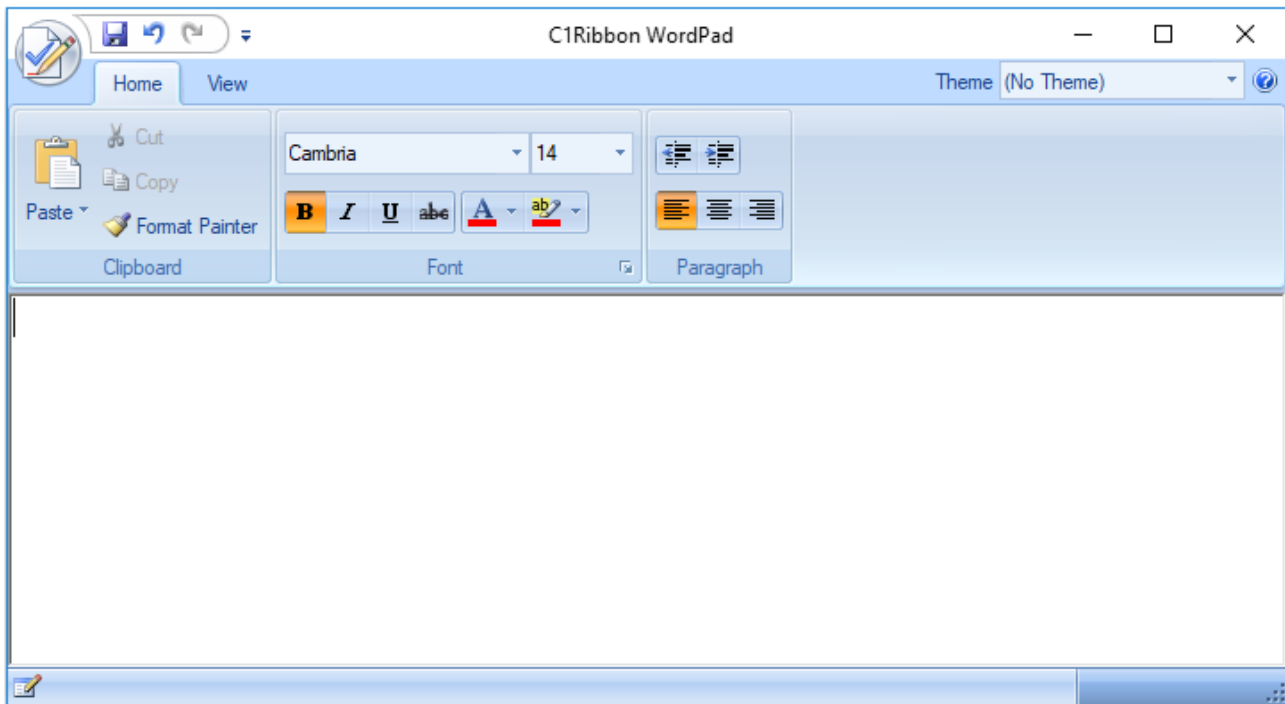 C1Ribbon WordPad
Home View Theme (No Theme)
Cut
Cambria 14
Copy
Paste
B I U abc A ab
Format Painter
Clipboard Font Paragraph